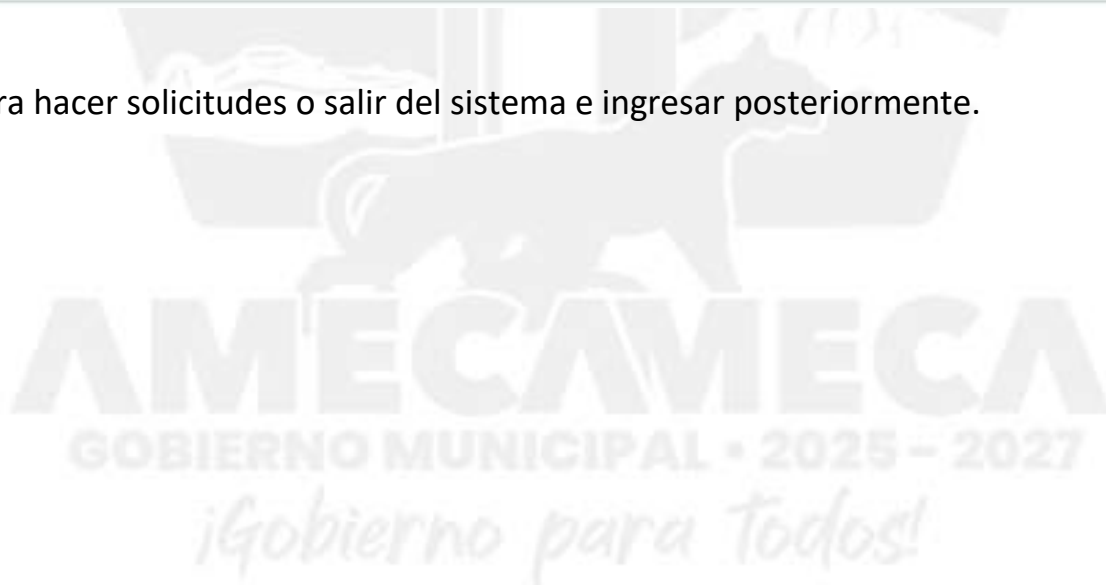 ra hacer solicitudes o salir del sistema e ingresar posteriormente.
AMECAMECA
GOBIERNO MUNICIPAL • 2025 – 2027
¡Gobierno para Todos!